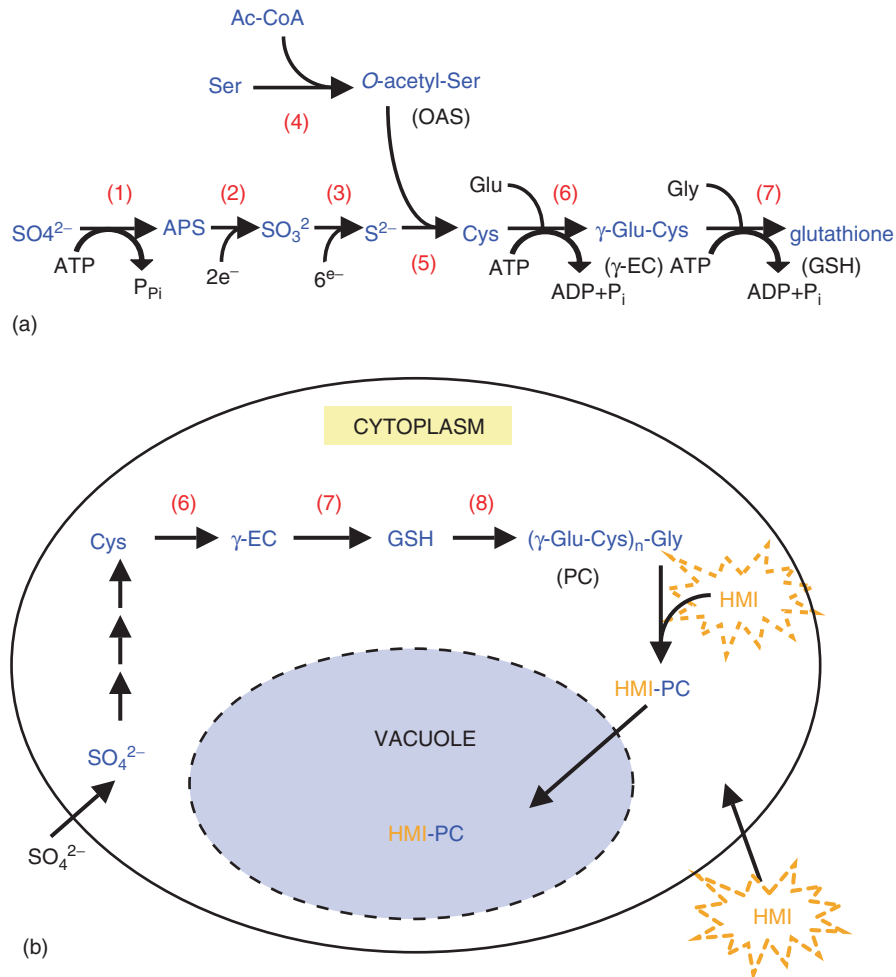 Ac-CoA
Ser O-acetyl-Ser
(4) (OAS)
(1) (2) (3) Glu (6) Gly (7)
SO4²⁻ APS SO₃² S²⁻ Cys γ-Glu-Cys glutathione
ATP 2e⁻ 6ᵉ⁻ (5) ATP (γ-EC) ATP (GSH)
P_Pi ADP+Pᵢ ADP+Pᵢ
(a)
CYTOPLASM
(6) (7) (8)
Cys γ-EC GSH (γ-Glu-Cys)ₙ-Gly
(PC)
HMI
HMI-PC
VACUOLE
SO₄²⁻
HMI-PC
SO₄²⁻
HMI
(b)